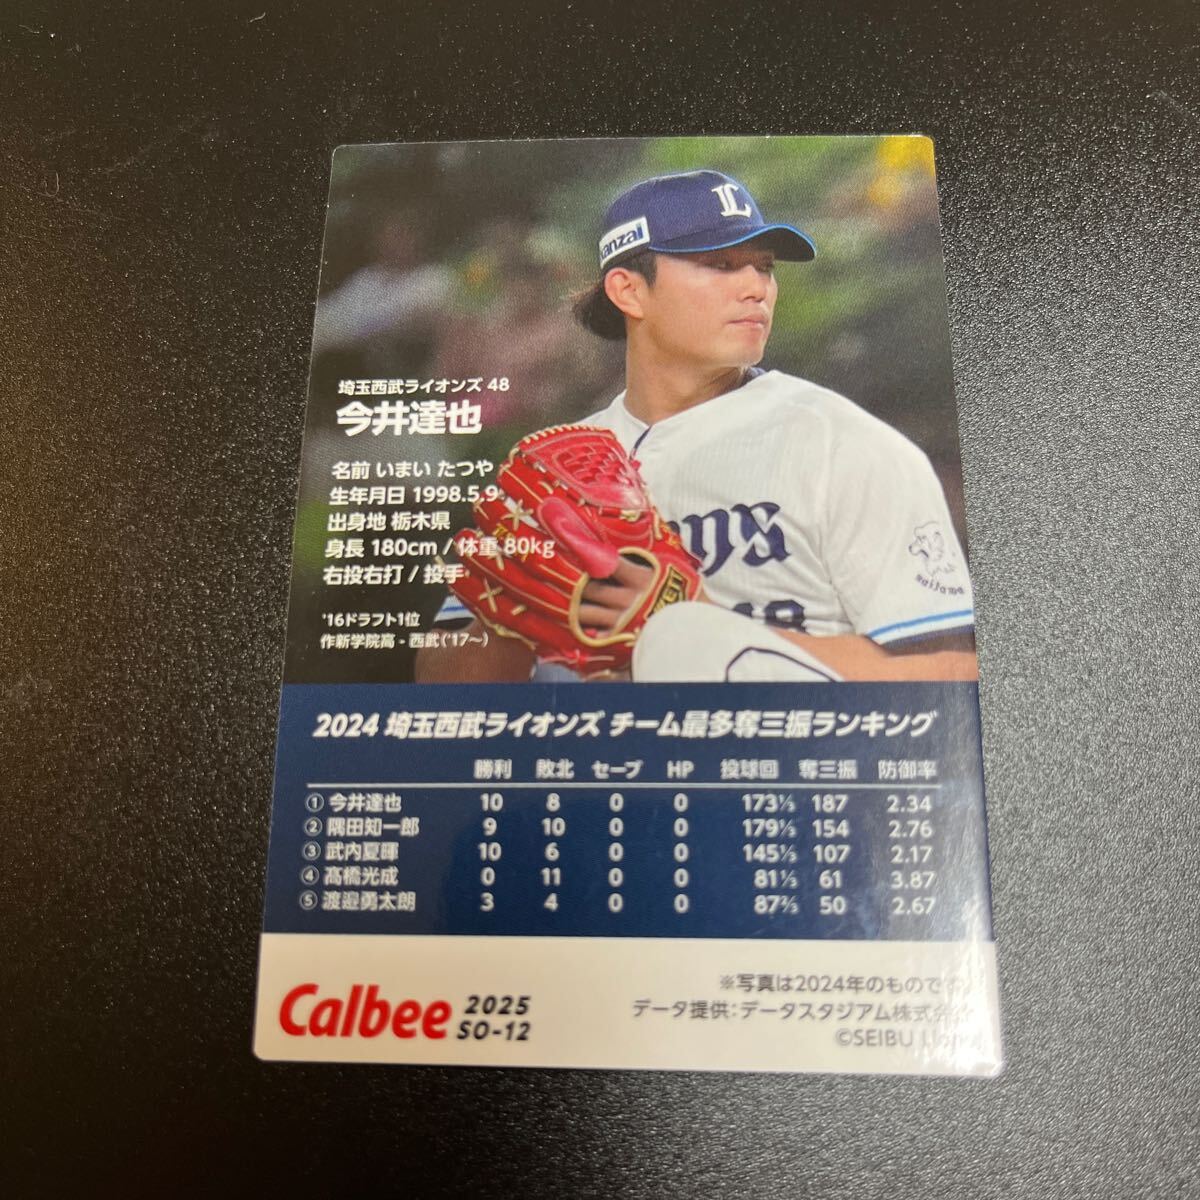 L
anzai
埼玉西武ライオンズ 48
今井達也
名前 いまい たつや
生年月日 1998.5.9
出身地 栃木県
身長 180cm / 体重 80kg
右投右打 / 投手
'16ドラフト1位
作新学院高 - 西武('17~)
saitama
48
2024 埼玉西武ライオンズ チーム最多奪三振ランキング
勝利 敗北 セーブ HP 投球回 奪三振 防御率
① 今井達也 10 8 0 0 173⅓ 187 2.34
② 隅田知一郎 9 10 0 0 179⅓ 154 2.76
③ 武内夏暉 10 6 0 0 145⅓ 107 2.17
④ 髙橋光成 0 11 0 0 81⅓ 61 3.87
⑤ 渡邉勇太朗 3 4 0 0 87⅔ 50 2.67
Calbee 2025
SO-12
※写真は2024年のものです。
データ提供:データスタジアム株式会社
©SEIBU Lions